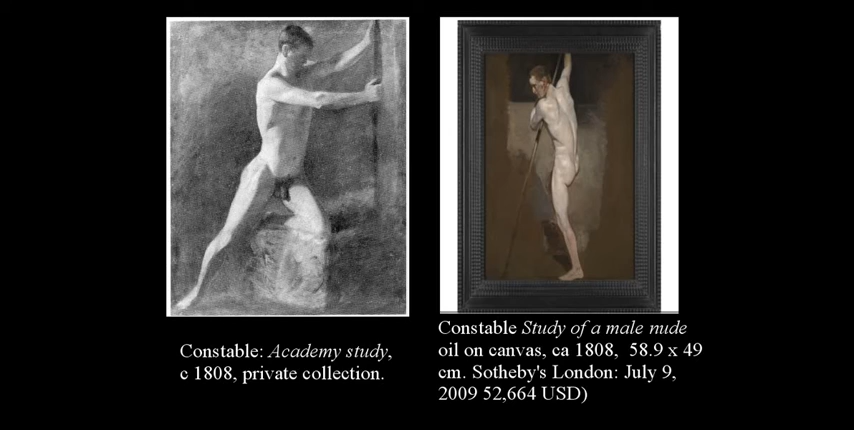 Constable: Academy study,
c 1808, private collection.
Constable Study of a male nude
oil on canvas, ca 1808, 58.9 x 49
cm. Sotheby's London: July 9,
2009 52,664 USD)